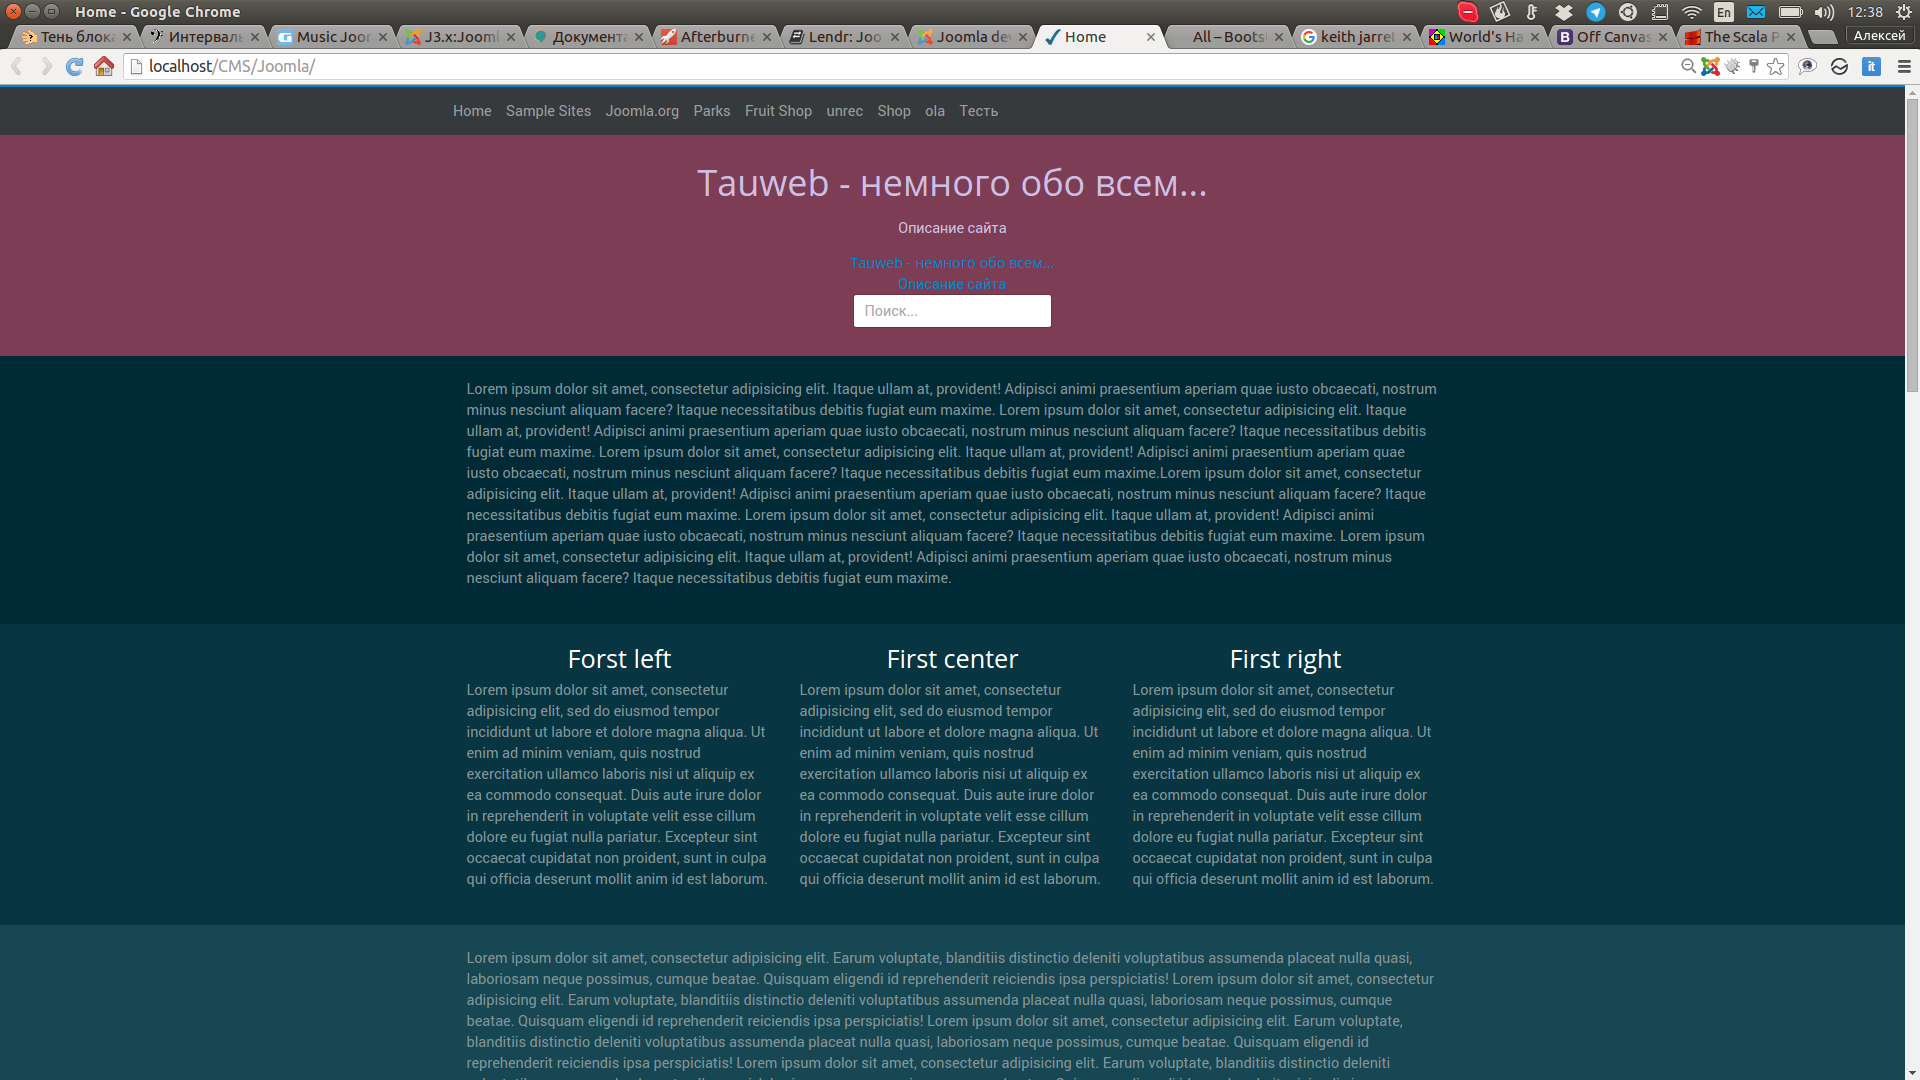 Home - Google Chrome
En
12:38
Тень блока
Интерваль
Music Joor
J3.x:Jooml
Документа
Afterburne
Lendr: Joo
Joomla dev
Home
All – Boots
keith jarret
World's Ha
Off Canvas
The Scala P
Алексей
localhost/CMS/Joomla/
it
Home Sample Sites Joomla.org Parks Fruit Shop unrec Shop ola Тесть
Tauweb - немного обо всем...
Описание сайта
Tauweb - немного обо всем...
Описание сайта
Поиск...
Lorem ipsum dolor sit amet, consectetur adipisicing elit. Itaque ullam at, provident! Adipisci animi praesentium aperiam quae iusto obcaecati, nostrum
minus nesciunt aliquam facere? Itaque necessitatibus debitis fugiat eum maxime. Lorem ipsum dolor sit amet, consectetur adipisicing elit. Itaque
ullam at, provident! Adipisci animi praesentium aperiam quae iusto obcaecati, nostrum minus nesciunt aliquam facere? Itaque necessitatibus debitis
fugiat eum maxime. Lorem ipsum dolor sit amet, consectetur adipisicing elit. Itaque ullam at, provident! Adipisci animi praesentium aperiam quae
iusto obcaecati, nostrum minus nesciunt aliquam facere? Itaque necessitatibus debitis fugiat eum maxime.Lorem ipsum dolor sit amet, consectetur
adipisicing elit. Itaque ullam at, provident! Adipisci animi praesentium aperiam quae iusto obcaecati, nostrum minus nesciunt aliquam facere? Itaque
necessitatibus debitis fugiat eum maxime. Lorem ipsum dolor sit amet, consectetur adipisicing elit. Itaque ullam at, provident! Adipisci animi
praesentium aperiam quae iusto obcaecati, nostrum minus nesciunt aliquam facere? Itaque necessitatibus debitis fugiat eum maxime. Lorem ipsum
dolor sit amet, consectetur adipisicing elit. Itaque ullam at, provident! Adipisci animi praesentium aperiam quae iusto obcaecati, nostrum minus
nesciunt aliquam facere? Itaque necessitatibus debitis fugiat eum maxime.
Forst left
Lorem ipsum dolor sit amet, consectetur
adipisicing elit, sed do eiusmod tempor
incididunt ut labore et dolore magna aliqua. Ut
enim ad minim veniam, quis nostrud
exercitation ullamco laboris nisi ut aliquip ex
ea commodo consequat. Duis aute irure dolor
in reprehenderit in voluptate velit esse cillum
dolore eu fugiat nulla pariatur. Excepteur sint
occaecat cupidatat non proident, sunt in culpa
qui officia deserunt mollit anim id est laborum.
First center
Lorem ipsum dolor sit amet, consectetur
adipisicing elit, sed do eiusmod tempor
incididunt ut labore et dolore magna aliqua. Ut
enim ad minim veniam, quis nostrud
exercitation ullamco laboris nisi ut aliquip ex
ea commodo consequat. Duis aute irure dolor
in reprehenderit in voluptate velit esse cillum
dolore eu fugiat nulla pariatur. Excepteur sint
occaecat cupidatat non proident, sunt in culpa
qui officia deserunt mollit anim id est laborum.
First right
Lorem ipsum dolor sit amet, consectetur
adipisicing elit, sed do eiusmod tempor
incididunt ut labore et dolore magna aliqua. Ut
enim ad minim veniam, quis nostrud
exercitation ullamco laboris nisi ut aliquip ex
ea commodo consequat. Duis aute irure dolor
in reprehenderit in voluptate velit esse cillum
dolore eu fugiat nulla pariatur. Excepteur sint
occaecat cupidatat non proident, sunt in culpa
qui officia deserunt mollit anim id est laborum.
Lorem ipsum dolor sit amet, consectetur adipisicing elit. Earum voluptate, blanditiis distinctio deleniti voluptatibus assumenda placeat nulla quasi,
laboriosam neque possimus, cumque beatae. Quisquam eligendi id reprehenderit reiciendis ipsa perspiciatis! Lorem ipsum dolor sit amet, consectetur
adipisicing elit. Earum voluptate, blanditiis distinctio deleniti voluptatibus assumenda placeat nulla quasi, laboriosam neque possimus, cumque
beatae. Quisquam eligendi id reprehenderit reiciendis ipsa perspiciatis! Lorem ipsum dolor sit amet, consectetur adipisicing elit. Earum voluptate,
blanditiis distinctio deleniti voluptatibus assumenda placeat nulla quasi, laboriosam neque possimus, cumque beatae. Quisquam eligendi id
reprehenderit reiciendis ipsa perspiciatis! Lorem ipsum dolor sit amet, consectetur adipisicing elit. Earum voluptate, blanditiis distinctio deleniti